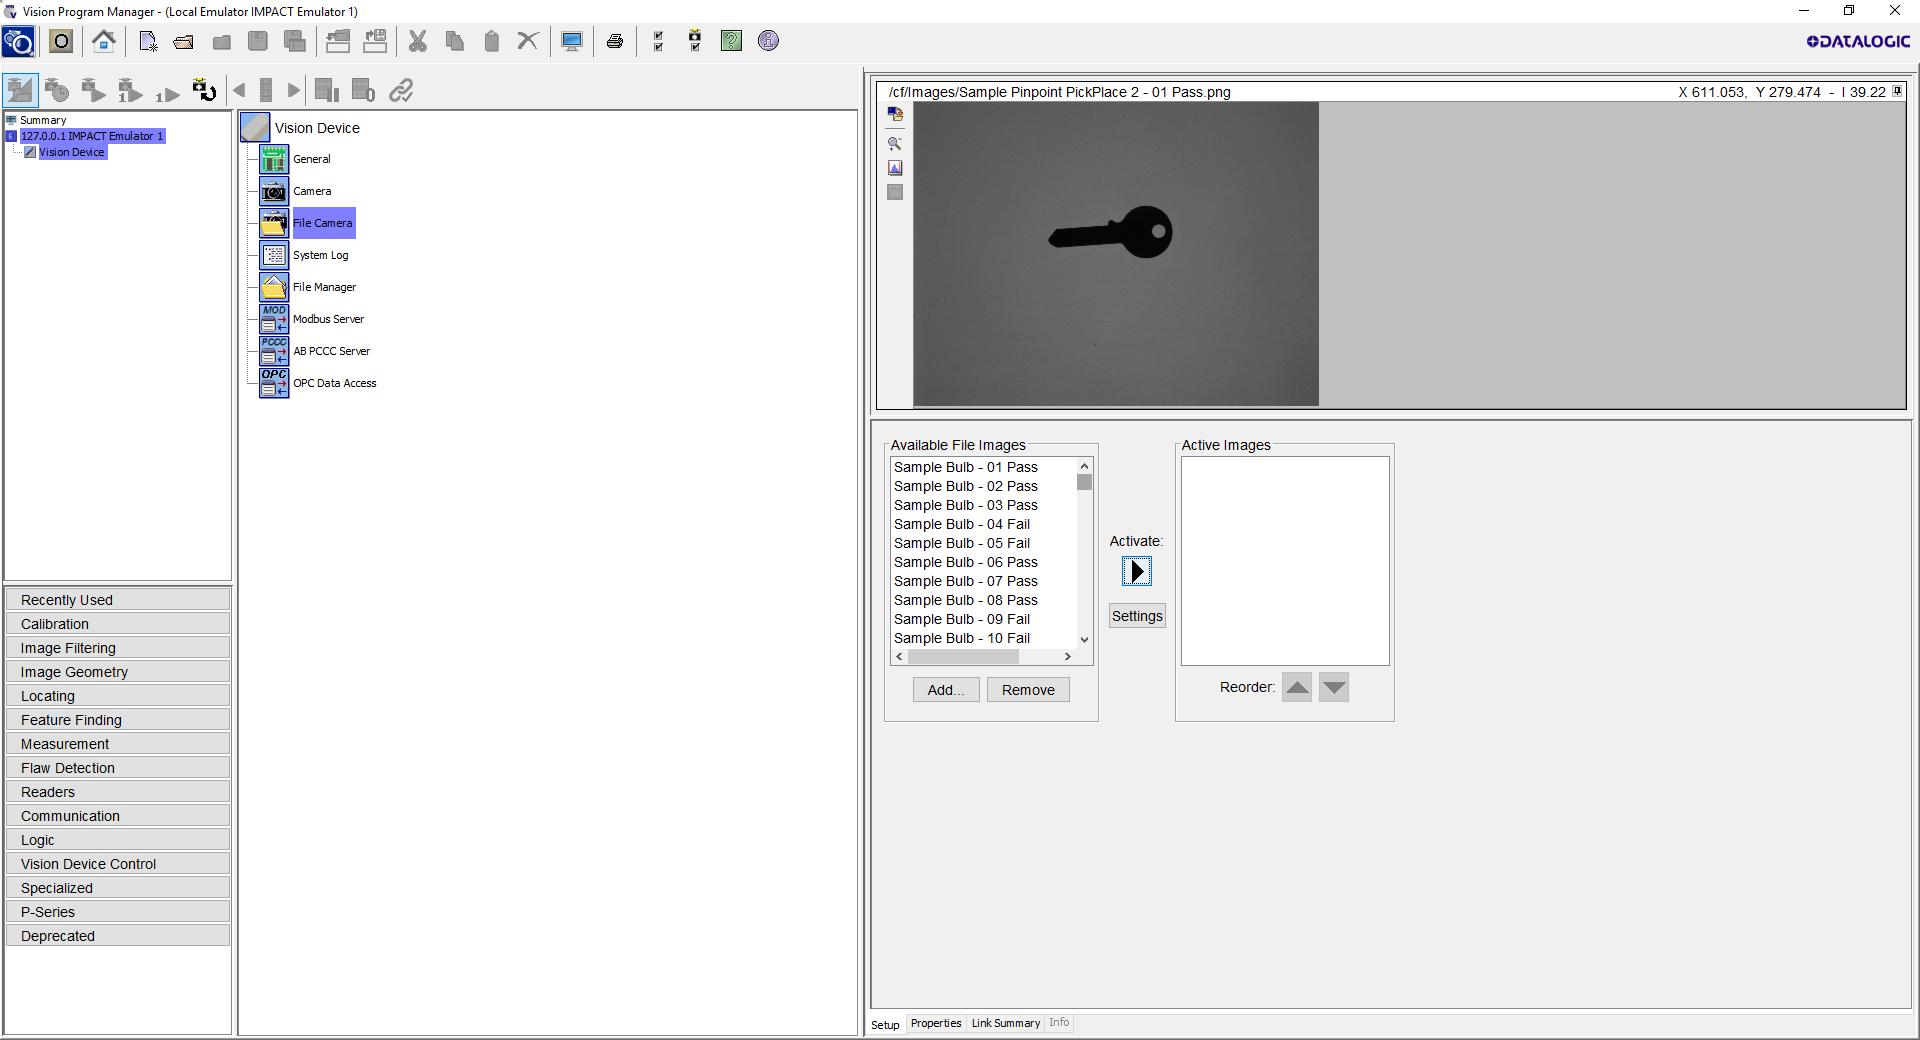 Vision Program Manager - (Local Emulator IMPACT Emulator 1)
O
DATALOGIC
1
1
Summary
127.0.0.1 IMPACT Emulator 1
Vision Device
Vision Device
General
Camera
File Camera
System Log
File Manager
MOD
Modbus Server
PCCC
AB PCCC Server
OPC
OPC Data Access
Recently Used
Calibration
Image Filtering
Image Geometry
Locating
Feature Finding
Measurement
Flaw Detection
Readers
Communication
Logic
Vision Device Control
Specialized
P-Series
Deprecated
/cf/Images/Sample Pinpoint PickPlace 2 - 01 Pass.png
X 611.053, Y 279.474 - I 39.22
Available File Images
Sample Bulb - 01 Pass
Sample Bulb - 02 Pass
Sample Bulb - 03 Pass
Sample Bulb - 04 Fail
Sample Bulb - 05 Fail
Sample Bulb - 06 Pass
Sample Bulb - 07 Pass
Sample Bulb - 08 Pass
Sample Bulb - 09 Fail
Sample Bulb - 10 Fail
Add...
Remove
Activate:
Settings
Active Images
Reorder:
Setup
Properties
Link Summary
Info